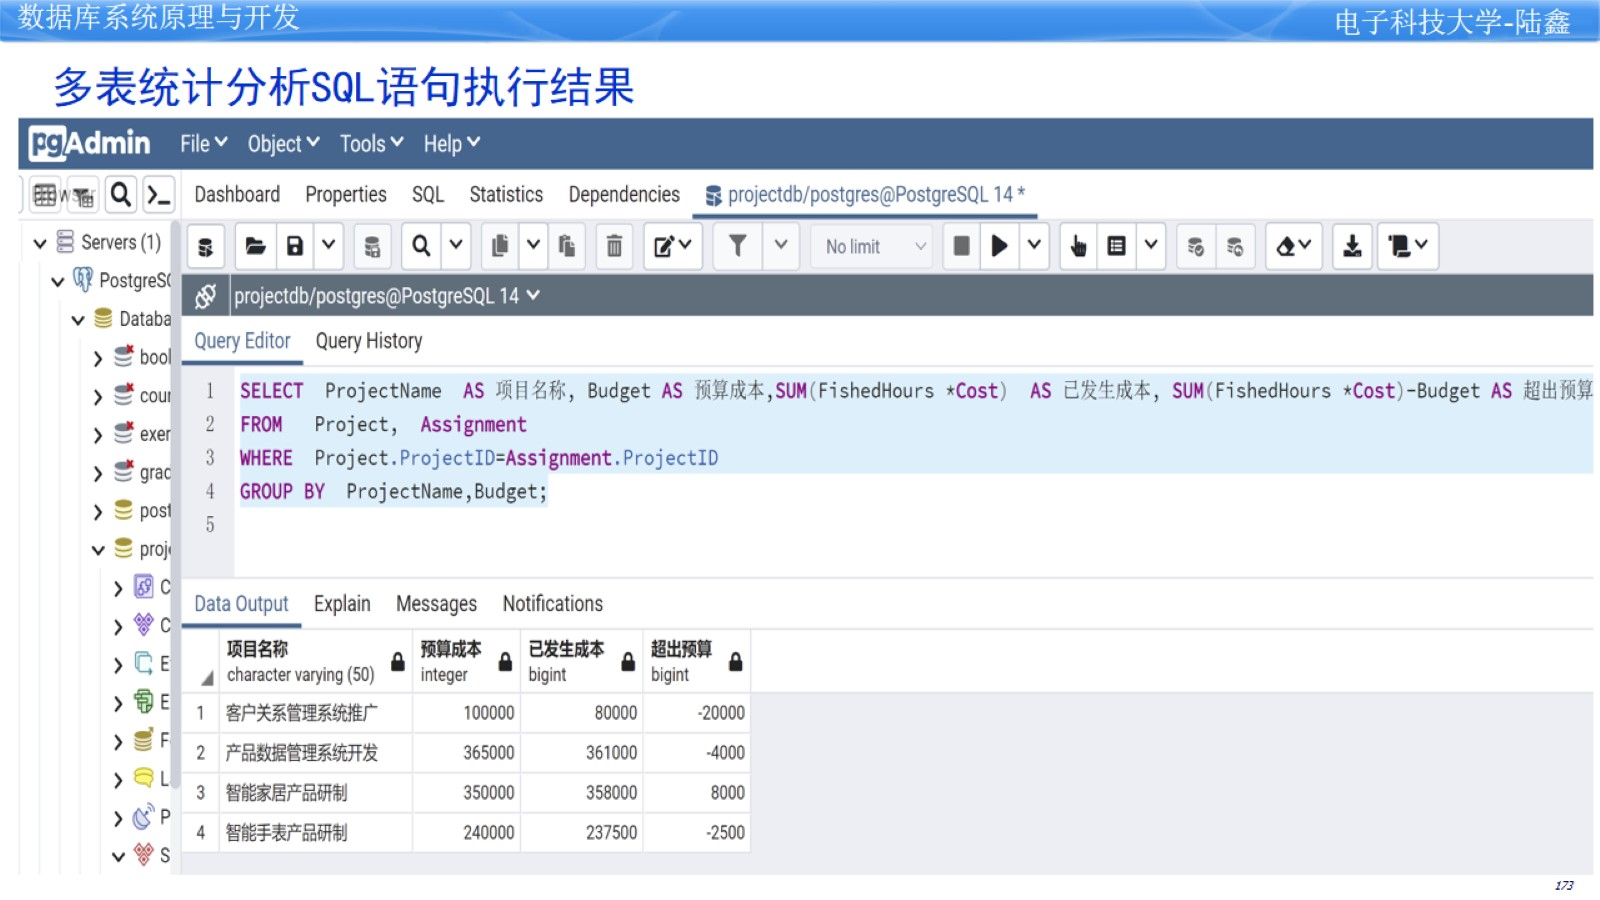 数据库系统原理与开发
电子科技大学-陆鑫
多表统计分析SQL语句执行结果
pgAdmin File Object Tools Help
Dashboard Properties SQL Statistics Dependencies projectdb/postgres@PostgreSQL 14 *
Servers (1)
No limit
PostgreSQ
projectdb/postgres@PostgreSQL 14
Databa
Query Editor Query History
bool
cour
exer
grad
post
proj
1 SELECT ProjectName AS 项目名称, Budget AS 预算成本,SUM(FishedHours *Cost) AS 已发生成本, SUM(FishedHours *Cost)-Budget AS 超出预算
2 FROM Project, Assignment
3 WHERE Project.ProjectID=Assignment.ProjectID
4 GROUP BY ProjectName,Budget;
5
C
C
E
E
F
L
P
S
Data Output Explain Messages Notifications
项目名称 预算成本 已发生成本 超出预算
character varying (50) integer bigint bigint
1 客户关系管理系统推广 100000 80000 -20000
2 产品数据管理系统开发 365000 361000 -4000
3 智能家居产品研制 350000 358000 8000
4 智能手表产品研制 240000 237500 -2500
173